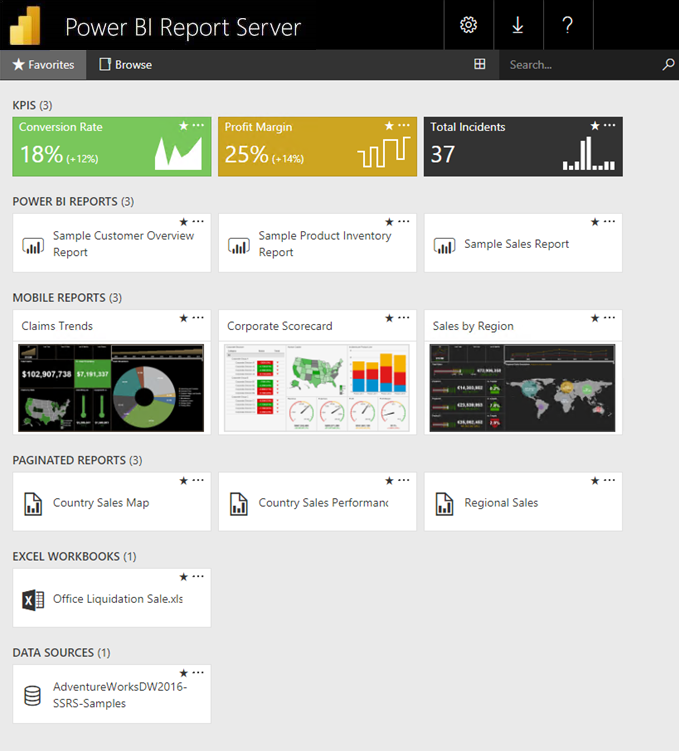 Power BI Report Server
?
Favorites
Browse
Search...
KPIS (3)
Conversion Rate
18% (+12%)
Profit Margin
25% (+14%)
Total Incidents
37
POWER BI REPORTS (3)
Sample Customer Overview
Report
Sample Product Inventory
Report
Sample Sales Report
MOBILE REPORTS (3)
Claims Trends
Corporate Scorecard
Sales by Region
$102,907,738
$7,191,337
PAGINATED REPORTS (3)
Country Sales Map
Country Sales Performanc
Regional Sales
EXCEL WORKBOOKS (1)
Office Liquidation Sale.xls
DATA SOURCES (1)
AdventureWorksDW2016-
SSRS-Samples